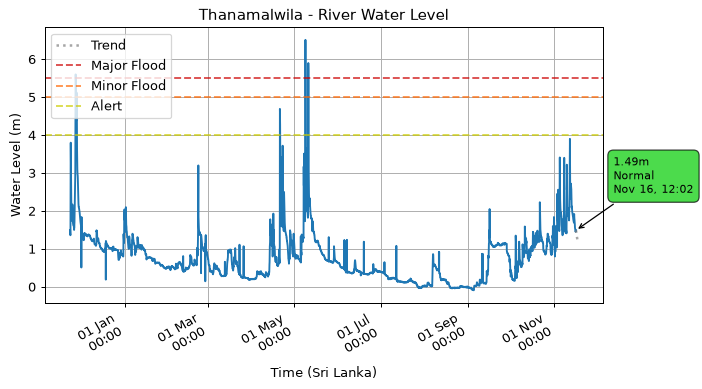 Thanamalwila - River Water Level
Trend
Major Flood
Minor Flood
Alert
Water Level (m)
6
5
4
3
2
1
0
1.49m
Normal
Nov 16, 12:02
01 Jan
00:00
01 Mar
00:00
01 May
00:00
01 Jul
00:00
01 Sep
00:00
01 Nov
00:00
Time (Sri Lanka)